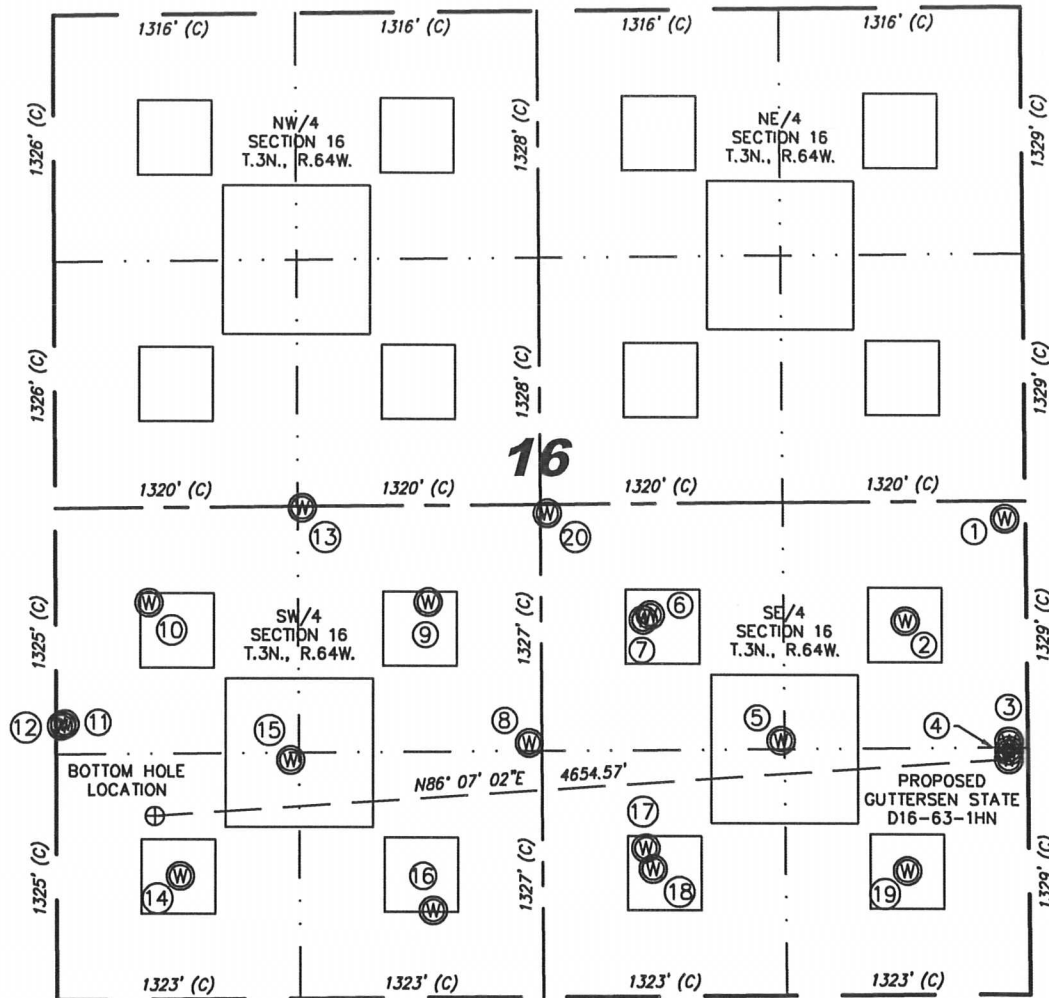 1316' (C) 1316' (C) 1316' (C) 1316' (C)
1326' (C) 1328' (C) 1329' (C)
NW/4
SECTION 16
T.3N., R.64W.
NE/4
SECTION 16
T.3N., R.64W.
1326' (C) 1328' (C) 1329' (C)
16
1320' (C) 1320' (C) 1320' (C) 1320' (C)
W 13
W 20
W 1
1325' (C) 1327' (C) 1329' (C)
W 10
W 9
W 6
7
W 2
SW/4
SECTION 16
T.3N., R.64W.
SE/4
SECTION 16
T.3N., R.64W.
12 11
15 W
8 W
5 W
4
3
BOTTOM HOLE
LOCATION
N86° 07' 02"E 4654.57'
PROPOSED
GUTTERSEN STATE
D16-63-1HN
1325' (C) 1327' (C) 1329' (C)
14 W
16 W
17 W
W 18
19 W
1323' (C) 1323' (C) 1323' (C) 1323' (C)